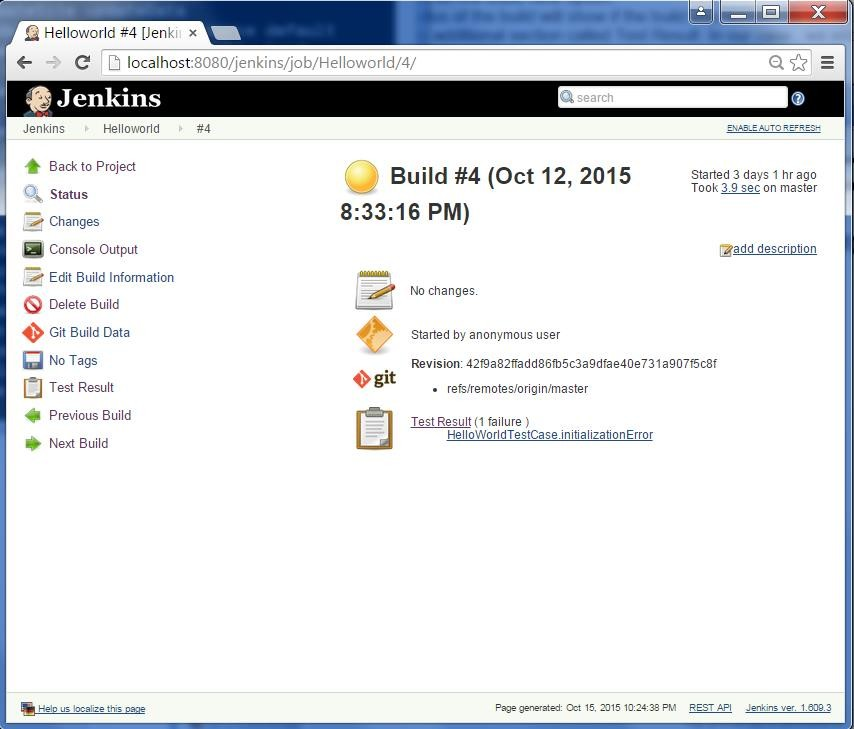 Helloworld #4 [Jenki
localhost:8080/jenkins/job/Helloworld/4/
Jenkins
search
Jenkins Helloworld #4
ENABLE AUTO REFRESH
Back to Project
Status
Changes
Console Output
Edit Build Information
Delete Build
Git Build Data
No Tags
Test Result
Previous Build
Next Build
Build #4 (Oct 12, 2015
8:33:16 PM)
Started 3 days 1 hr ago
Took 3.9 sec on master
add description
No changes.
Started by anonymous user
Revision: 42f9a82ffadd86fb5c3a9dfae40e731a907f5c8f
git
refs/remotes/origin/master
Test Result (1 failure )
HelloWorldTestCase.initializationError
Help us localize this page
Page generated: Oct 15, 2015 10:24:38 PM REST API Jenkins ver. 1.609.3